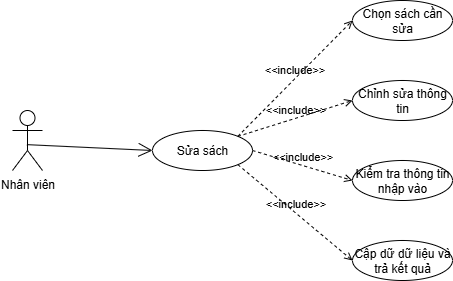 Chọn sách cần
sửa
<<include>>
Chỉnh sửa thông
tin
<<include>>
Sửa sách
<<include>>
Kiểm tra thông tin
nhập vào
Nhân viên
<<include>>
Cập dữ dữ liệu và
trả kết quả